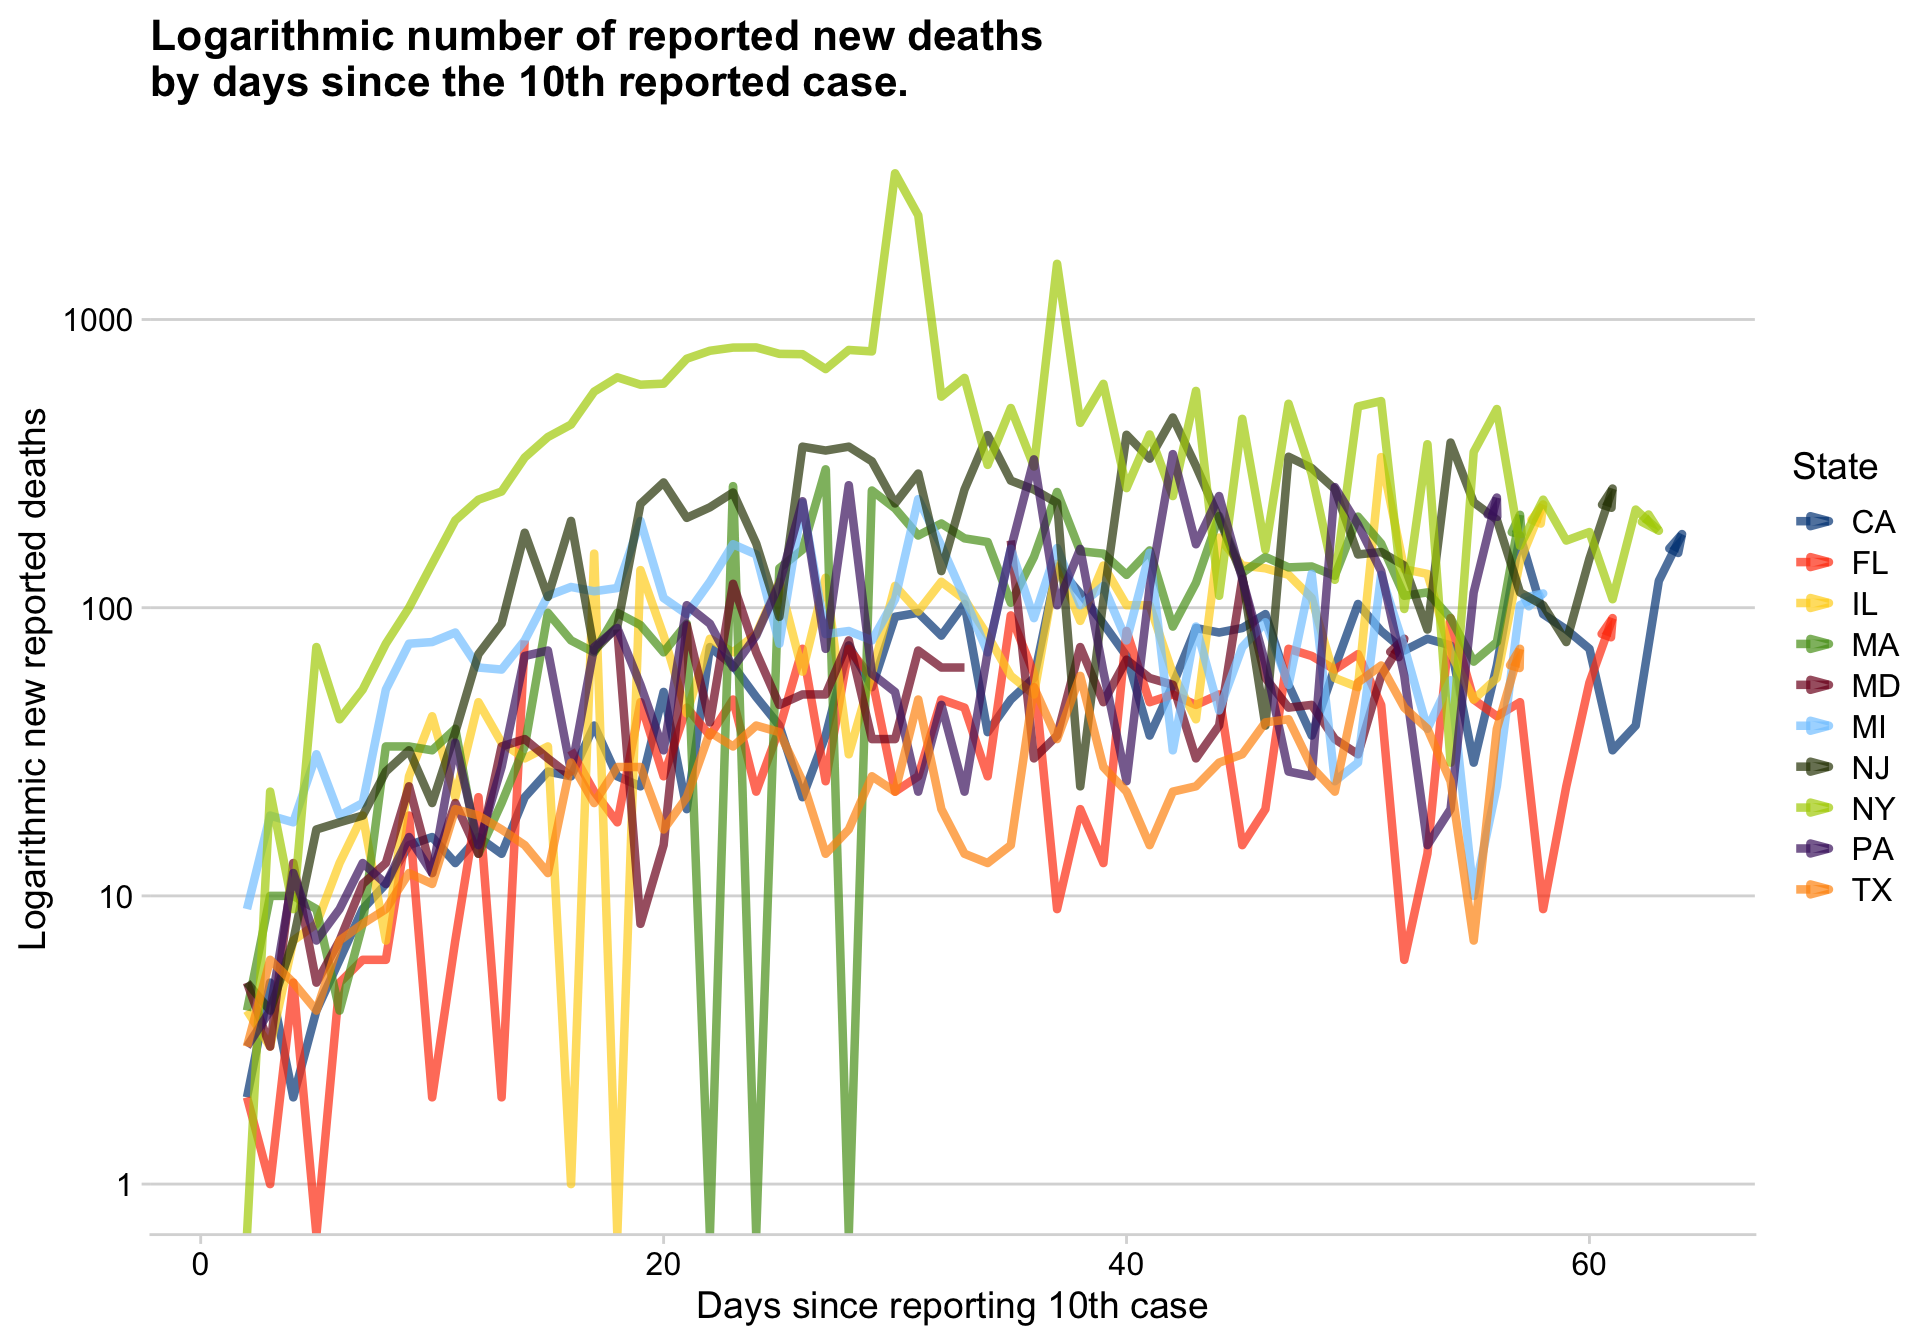 Logarithmic number of reported new deaths
by days since the 10th reported case.
Logarithmic new reported deaths
1000
100
10
1
0
20
40
60
Days since reporting 10th case
State
CA
FL
IL
MA
MD
MI
NJ
NY
PA
TX